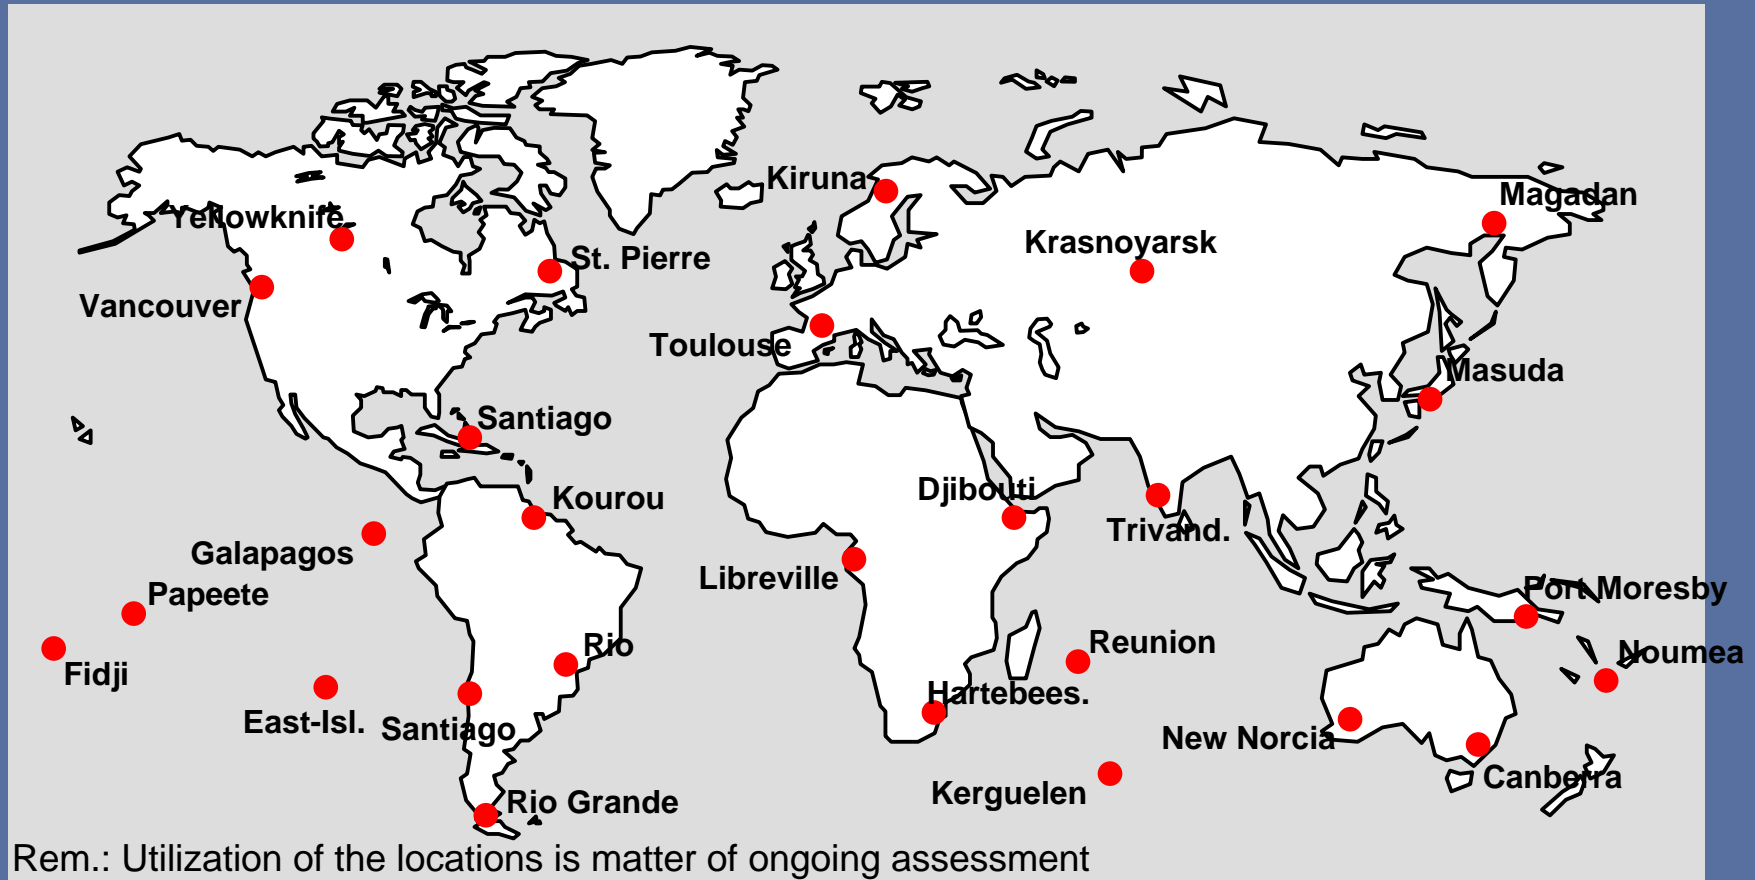 Kiruna
Magadan
Yellowknife
Krasnoyarsk
St. Pierre
Vancouver
Toulouse
Masuda
Santiago
Djibouti
Kourou
Trivand.
Galapagos
Libreville
Port Moresby
Papeete
Rio
Reunion
Noumea
Fidji
Hartebees.
East-Isl.
Santiago
New Norcia
Canberra
Kerguelen
Rio Grande
Rem.: Utilization of the locations is matter of ongoing assessment